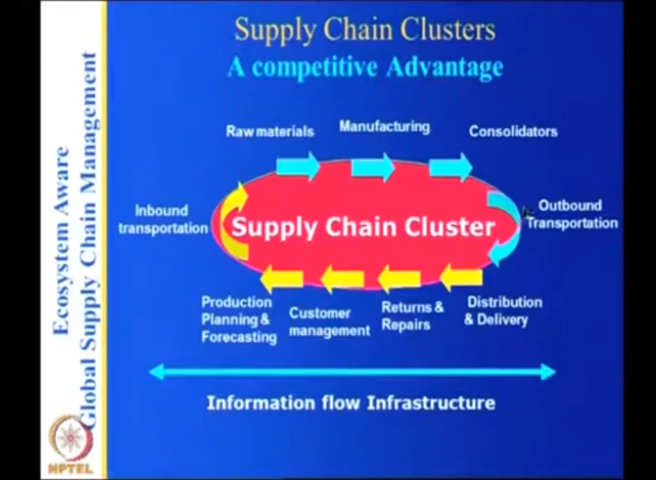 Supply Chain Clusters
A competitive Advantage
Ecosystem Aware
Global Supply Chain Management
Raw materials
Manufacturing
Consolidators
Inbound
transportation
Supply Chain Cluster
Outbound
Transportation
Production
Planning &
Forecasting
Customer
management
Returns &
Repairs
Distribution
& Delivery
Information flow Infrastructure
NPTEL